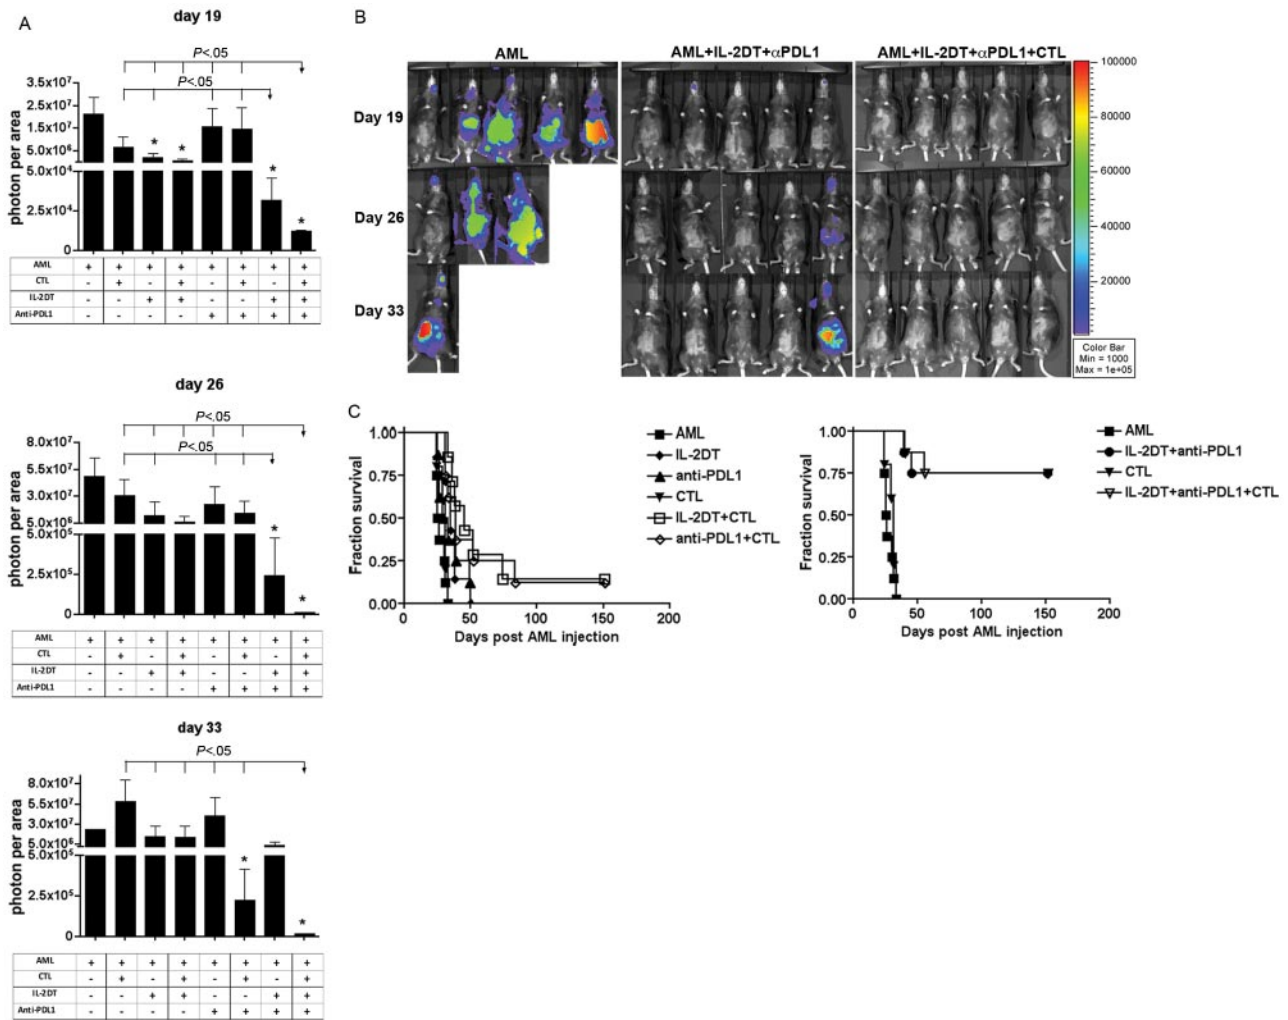 A
day 19
P<.05
P<.05
photon per area
3.5x10⁷
2.5x10⁷
1.5x10⁷
5.0x10⁶
5.0x10⁴
2.5x10⁴
0
* * * *
AML + + + + + + + +
CTL - + - + - + - +
IL-2DT - - + + - - + +
Anti-PDL1 - - - - + + + +
day 26
P<.05
P<.05
photon per area
8.0x10⁷
5.5x10⁷
3.0x10⁷
5.0x10⁶
5.0x10⁵
2.5x10⁵
0
* *
AML + + + + + + + +
CTL - + - + - + - +
IL-2DT - - + + - - + +
Anti-PDL1 - - - - + + + +
day 33
P<.05
photon per area
8.0x10⁷
5.5x10⁷
3.0x10⁷
5.0x10⁶
5.0x10⁵
2.5x10⁵
0
* *
AML + + + + + + + +
CTL - + - + - + - +
IL-2DT - - + + - - + +
Anti-PDL1 - - - - + + + +
B
AML AML+IL-2DT+αPDL1 AML+IL-2DT+αPDL1+CTL
Day 19
Day 26
Day 33
100000
80000
60000
40000
20000
Color Bar
Min = 1000
Max = 1e+05
C
Fraction survival
1.00
0.75
0.50
0.25
0.00
0 50 100 150 200
Days post AML injection
AML
IL-2DT
anti-PDL1
CTL
IL-2DT+CTL
anti-PDL1+CTL
Fraction survival
1.00
0.75
0.50
0.25
0.00
0 50 100 150 200
Days post AML injection
AML
IL-2DT+anti-PDL1
CTL
IL-2DT+anti-PDL1+CTL